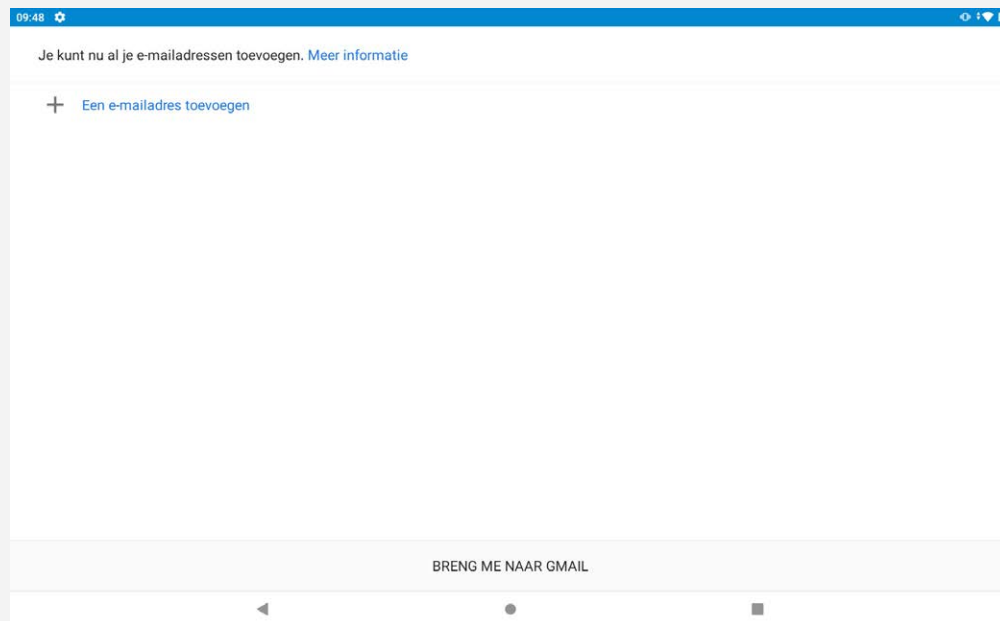 09:48
Je kunt nu al je e-mailadressen toevoegen. Meer informatie
Een e-mailadres toevoegen
BRENG ME NAAR GMAIL